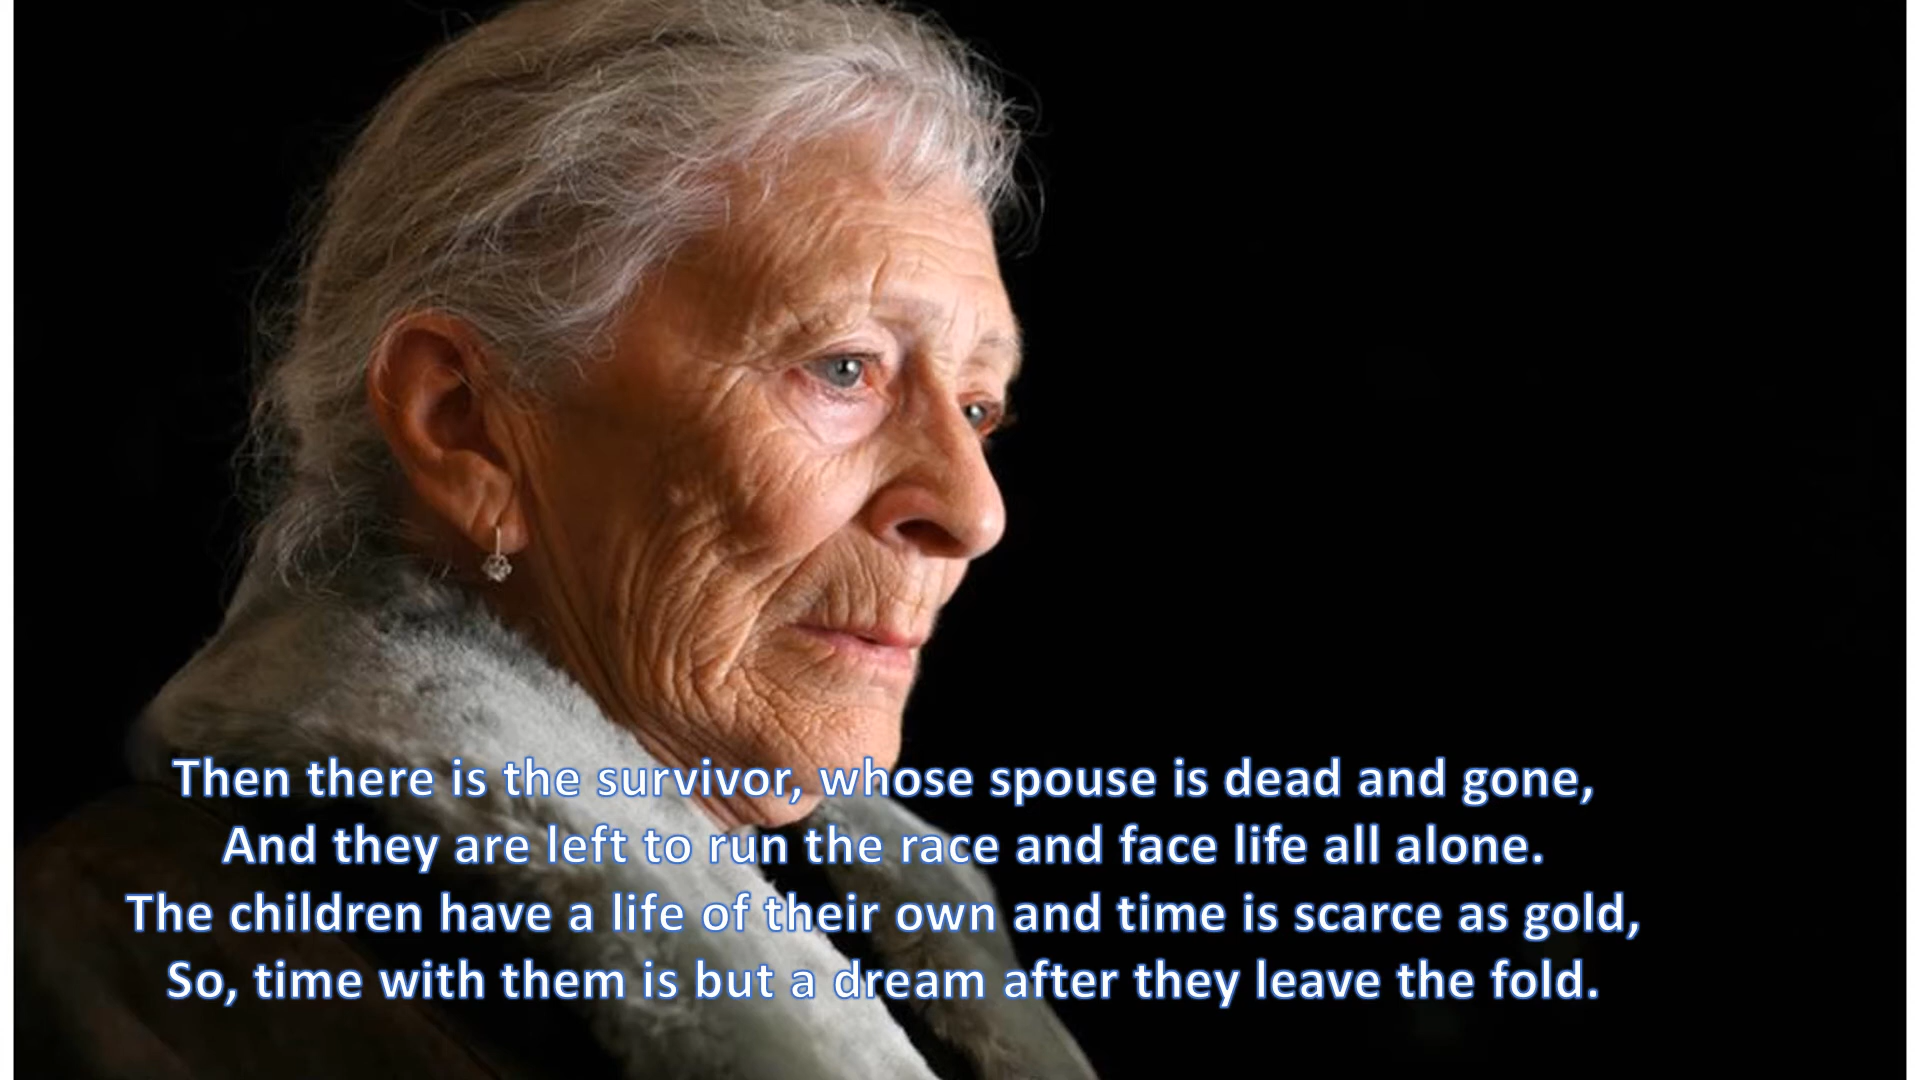 Then there is the survivor, whose spouse is dead and gone,
And they are left to run the race and face life all alone.
The children have a life of their own and time is scarce as gold,
So, time with them is but a dream after they leave the fold.